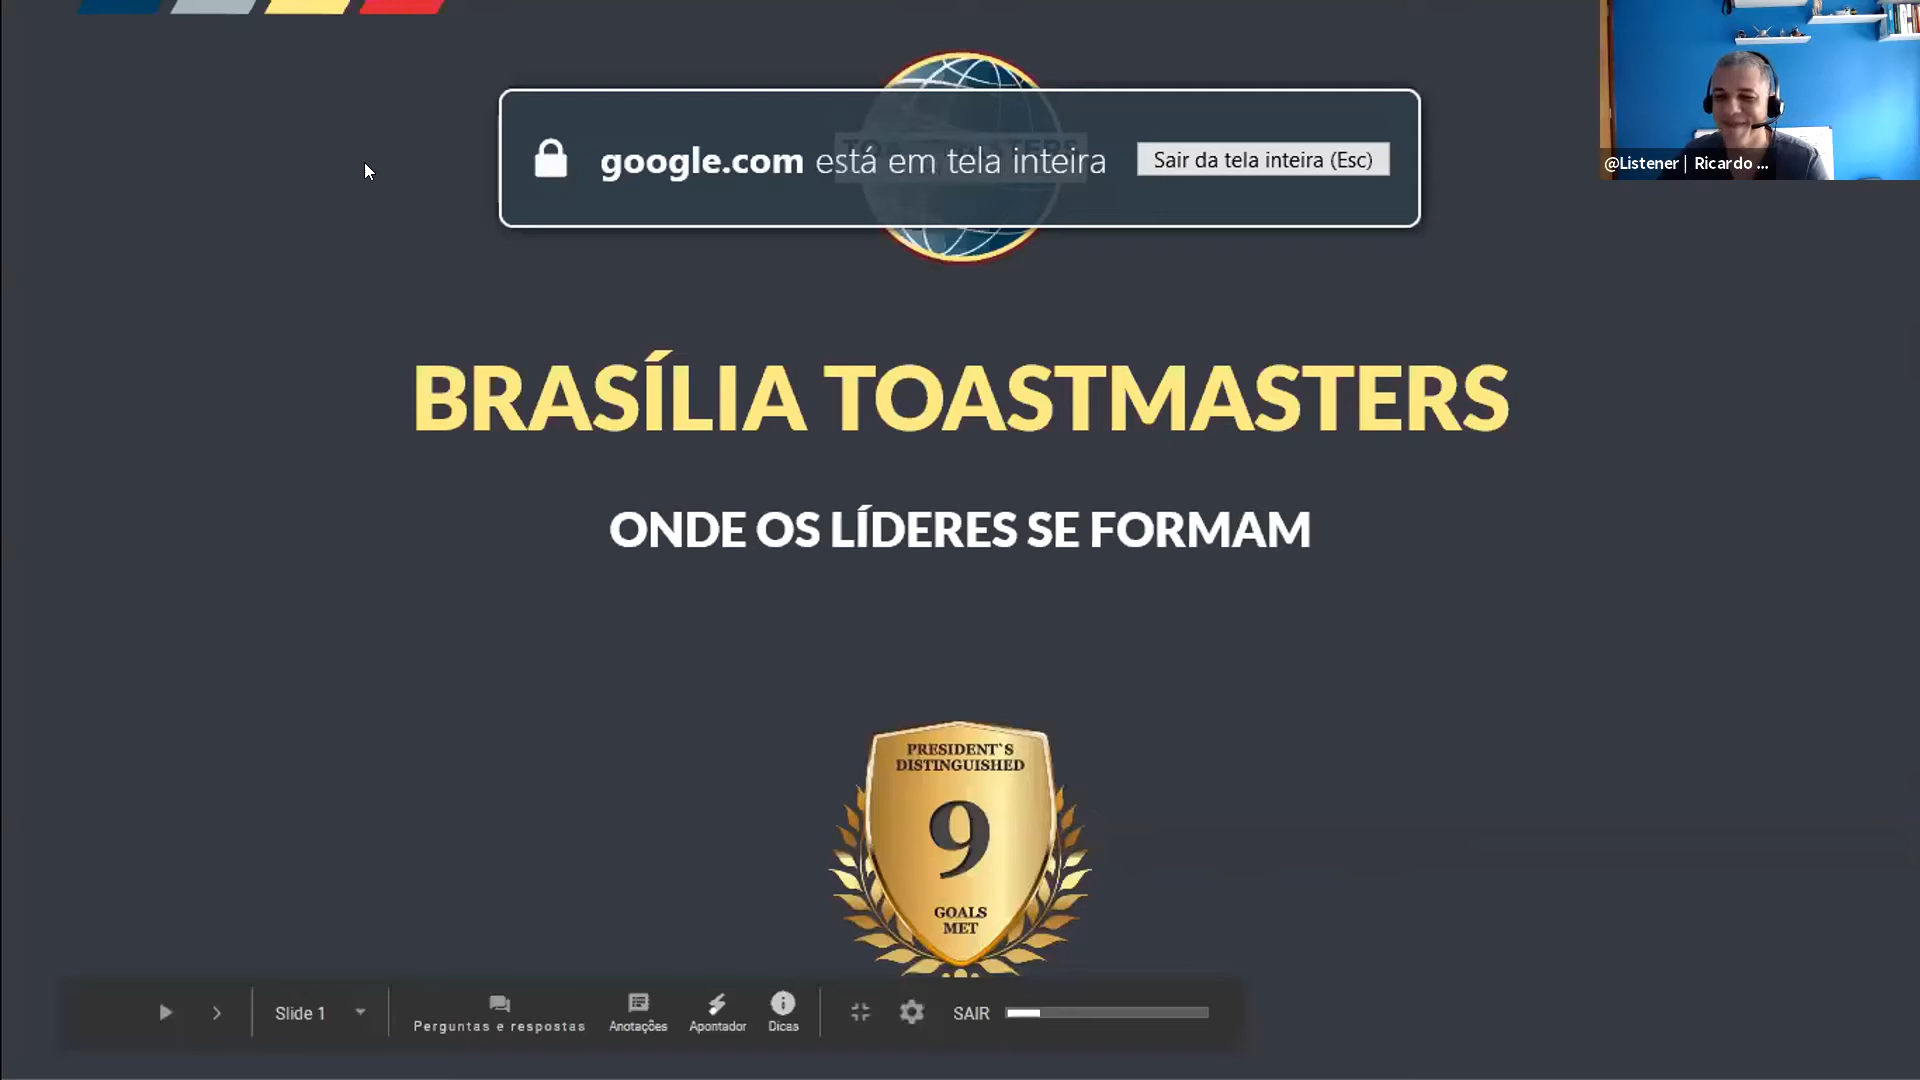 google.com está em tela inteira
Sair da tela inteira (Esc)
@Listener | Ricardo ...
BRASÍLIA TOASTMASTERS
ONDE OS LÍDERES SE FORMAM
PRESIDENT`S
DISTINGUISHED
9
GOALS
MET
Slide 1
Perguntas e respostas
Anotações
Apontador
Dicas
SAIR